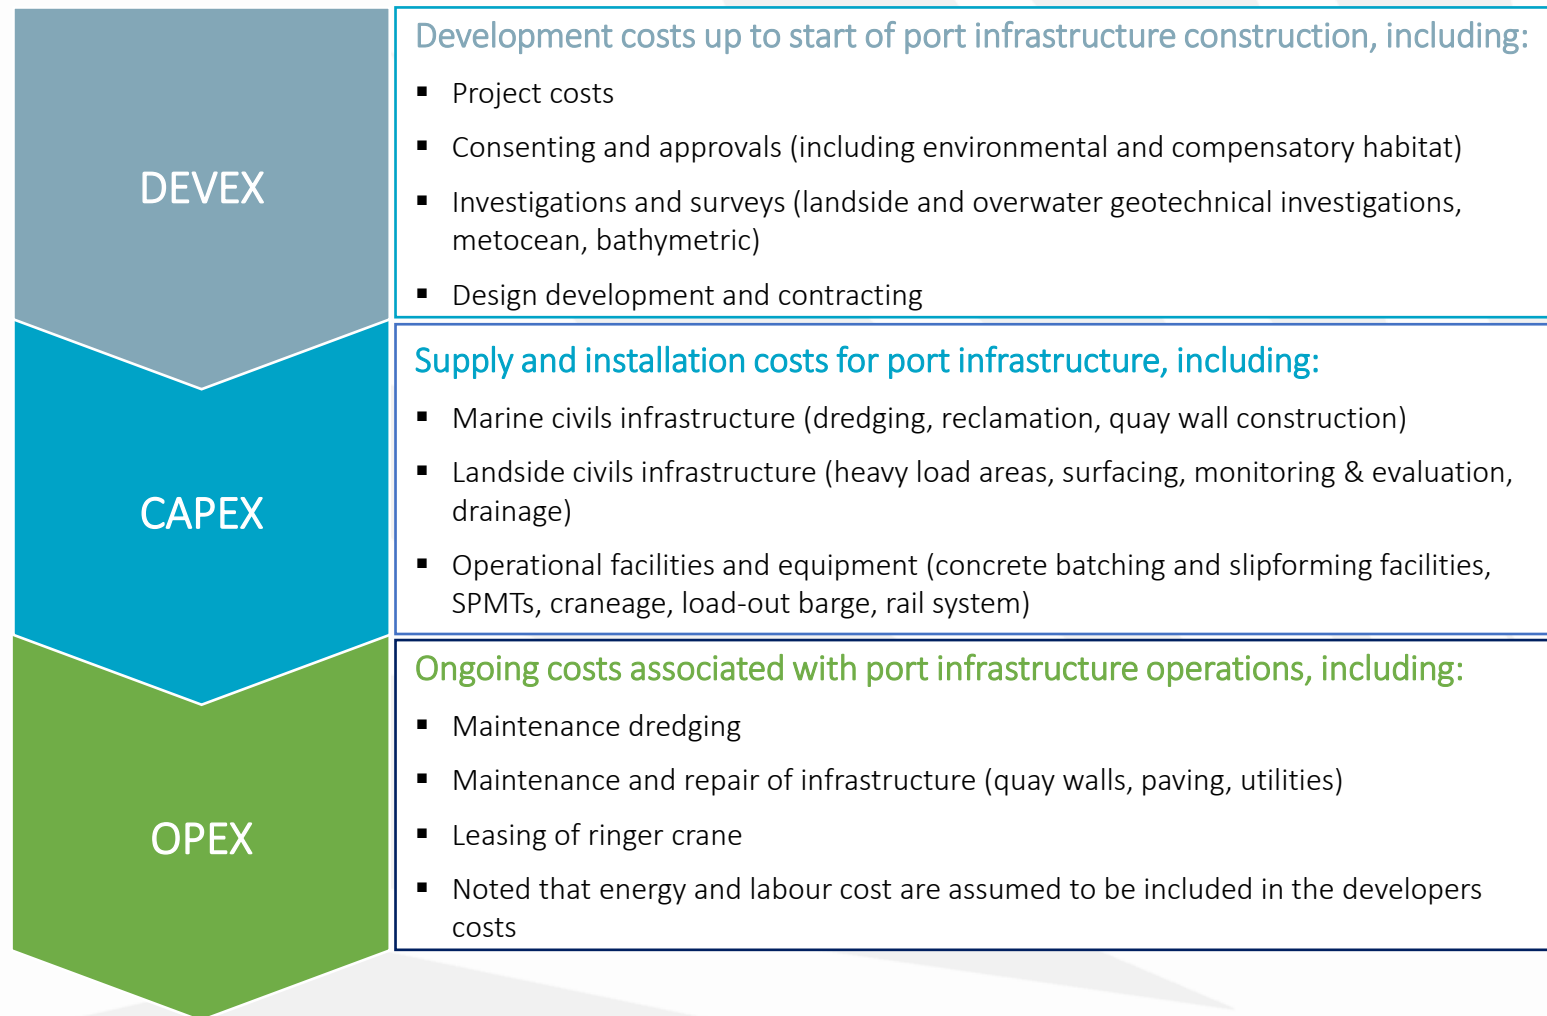 DEVEX
Development costs up to start of port infrastructure construction, including:
▪ Project costs
▪ Consenting and approvals (including environmental and compensatory habitat)
▪ Investigations and surveys (landside and overwater geotechnical investigations,
metocean, bathymetric)
▪ Design development and contracting
CAPEX
Supply and installation costs for port infrastructure, including:
▪ Marine civils infrastructure (dredging, reclamation, quay wall construction)
▪ Landside civils infrastructure (heavy load areas, surfacing, monitoring & evaluation,
drainage)
▪ Operational facilities and equipment (concrete batching and slipforming facilities,
SPMTs, craneage, load-out barge, rail system)
OPEX
Ongoing costs associated with port infrastructure operations, including:
▪ Maintenance dredging
▪ Maintenance and repair of infrastructure (quay walls, paving, utilities)
▪ Leasing of ringer crane
▪ Noted that energy and labour cost are assumed to be included in the developers
costs